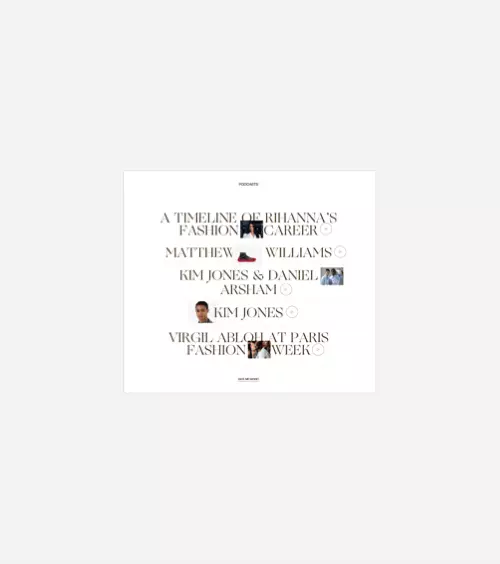 PODCASTS
A TIMELINE OF RIHANNA'S
FASHION CAREER
MATTHEW WILLIAMS
KIM JONES & DANIEL
ARSHAM
KIM JONES
VIRGIL ABLOH AT PARIS
FASHION WEEK